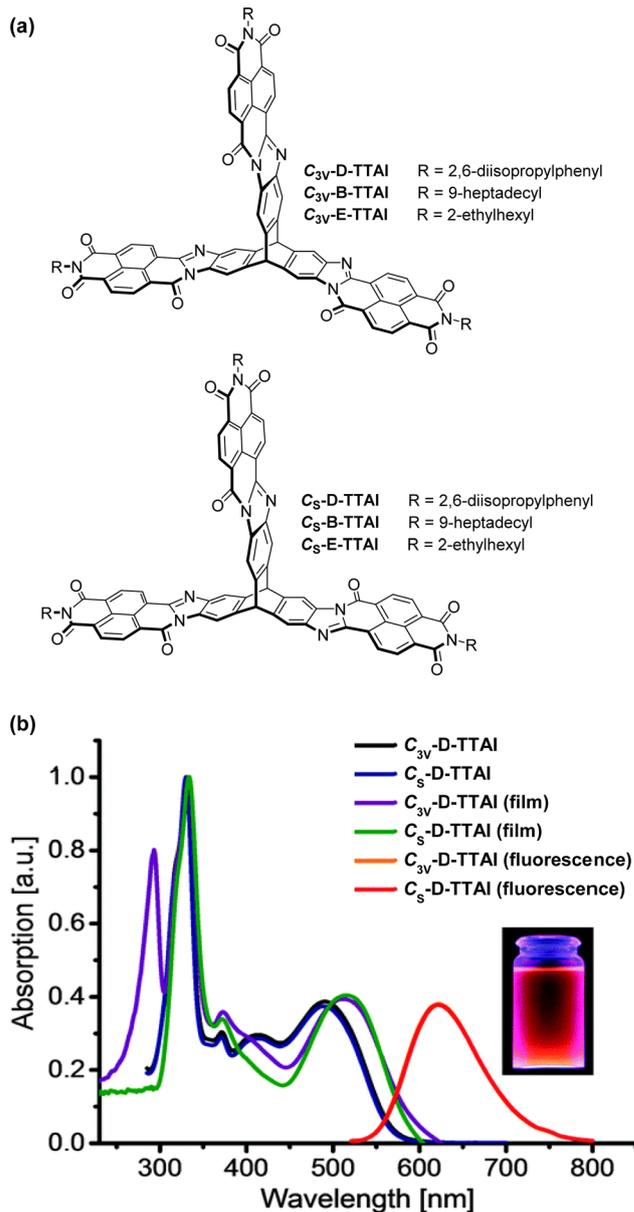 (a)
R
O N O
O
N
N
C3V-D-TTAI R = 2,6-diisopropylphenyl
C3V-B-TTAI R = 9-heptadecyl
C3V-E-TTAI R = 2-ethylhexyl
O
N
N
O
R-N
N
O
O
N
O
O
N
R
O
R
O N O
O
N
N
CS-D-TTAI R = 2,6-diisopropylphenyl
CS-B-TTAI R = 9-heptadecyl
CS-E-TTAI R = 2-ethylhexyl
O
N
O
R-N
N
N
O
O
O
N
N
R
O
(b)
C3V-D-TTAI
CS-D-TTAI
C3V-D-TTAI (film)
CS-D-TTAI (film)
C3V-D-TTAI (fluorescence)
CS-D-TTAI (fluorescence)
Absorption [a.u.]
1.0
0.8
0.6
0.4
0.2
0.0
300 400 500 600 700 800
Wavelength [nm]